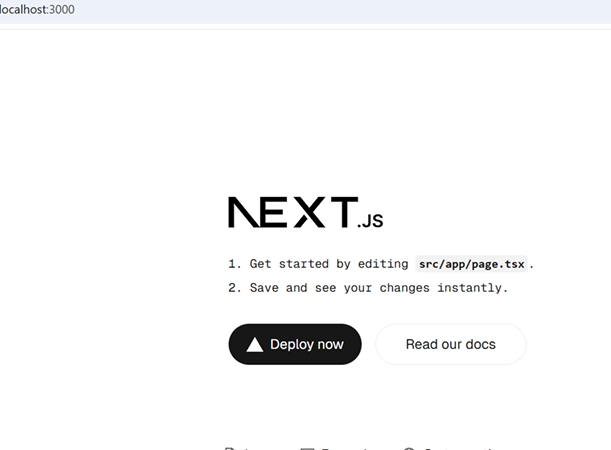 localhost:3000
NEXT.JS
1. Get started by editing src/app/page.tsx.
2. Save and see your changes instantly.
Deploy now
Read our docs